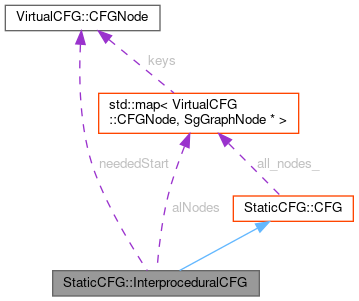 VirtualCFG::CFGNode
keys
std::map< VirtualCFG
::CFGNode, SgGraphNode * >
neededStart
all_nodes_
alNodes
StaticCFG::CFG
StaticCFG::InterproceduralCFG